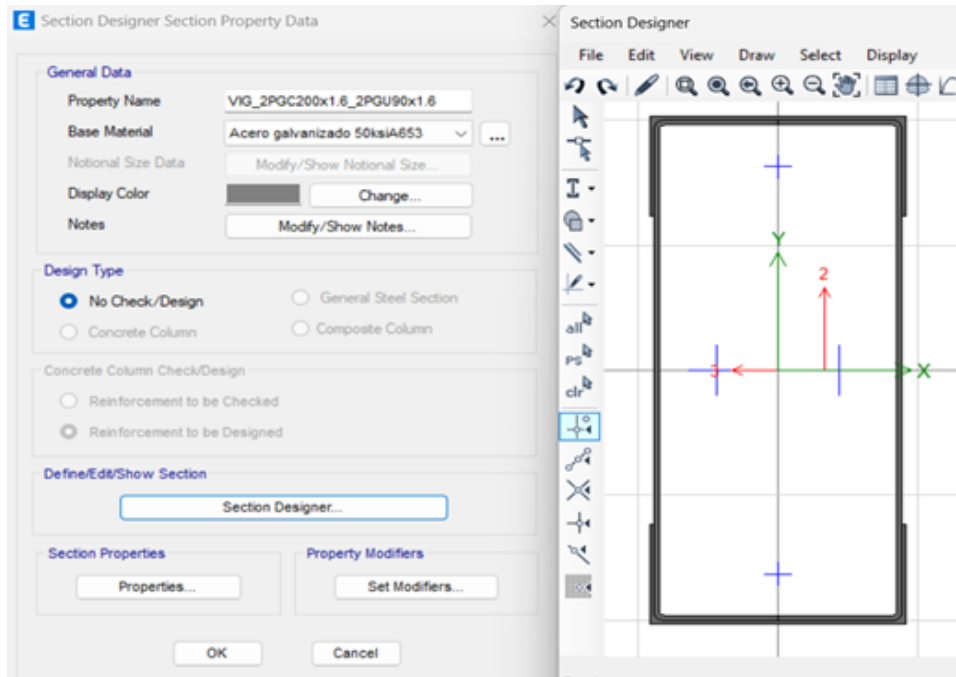 E Section Designer Section Property Data
General Data
Property Name VIG_2PGC200x1.6_2PGU90x1.6
Base Material Acero galvanizado 50ksiA653 ...
Notional Size Data Modify/Show Notional Size...
Display Color Change...
Notes Modify/Show Notes...
Design Type
No Check/Design General Steel Section
Concrete Column Composite Column
Concrete Column Check/Design
Reinforcement to be Checked
Reinforcement to be Designed
Define/Edit/Show Section
Section Designer...
Section Properties Property Modifiers
Properties... Set Modifiers...
OK Cancel
Section Designer
File Edit View Draw Select Display
all
PS
clr
Y
2
3
X